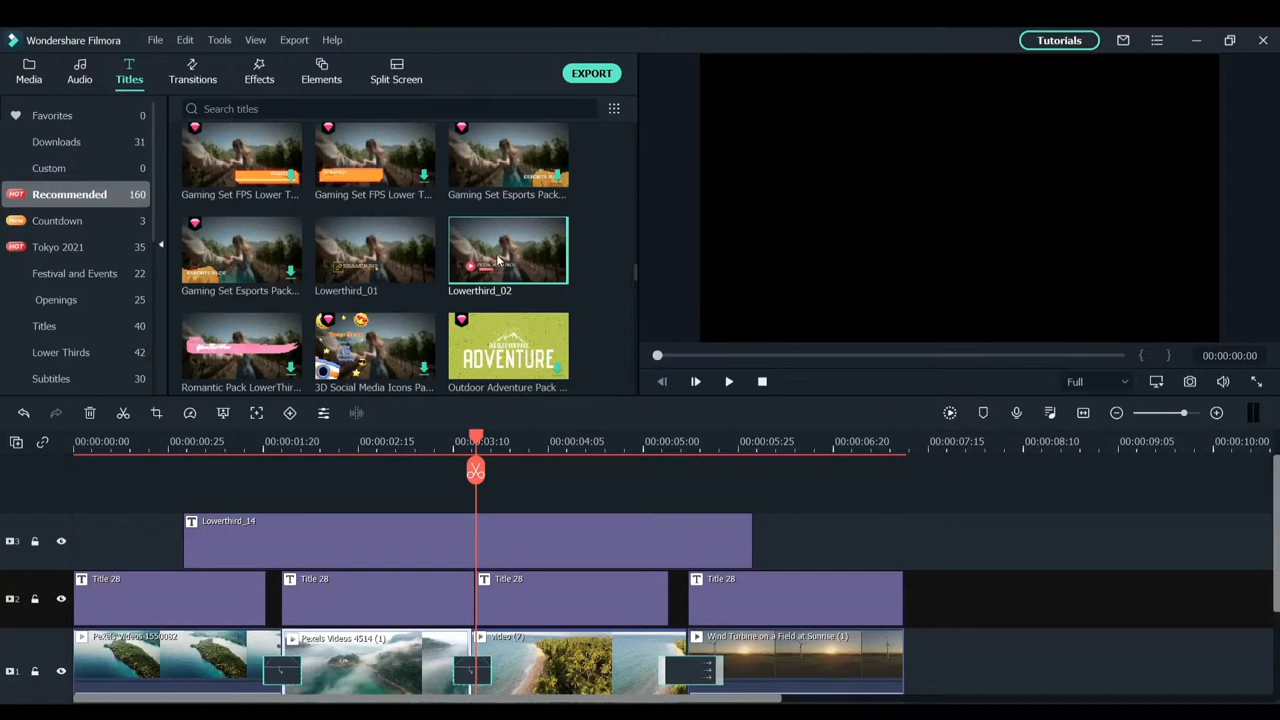 Wondershare Filmora
File
Edit
Tools
View
Export
Help
Tutorials
Media
Audio
Titles
Transitions
Effects
Elements
Split Screen
EXPORT
Search titles
Favorites 0
Downloads 31
Custom 0
HOT Recommended 160
Countdown 3
HOT Tokyo 2021 35
Festival and Events 22
Openings 25
Titles 40
Lower Thirds 42
Subtitles 30
Gaming Set FPS Lower T...
Gaming Set FPS Lower T...
Gaming Set Esports Pack...
Gaming Set Esports Pack...
Lowerthird_01
Lowerthird_02
ADVENTURE
Romantic Pack LowerThir...
3D Social Media Icons Pa...
Outdoor Adventure Pack ...
00:00:00:00
Full
00:00:00:00
00:00:00:25
00:00:01:20
00:00:02:15
00:00:03:10
00:00:04:05
00:00:05:00
00:00:05:25
00:00:06:20
00:00:07:15
00:00:08:10
00:00:09:05
00:00:10:00
3
T Lowerthird_14
2
T Title 28
T Title 28
T Title 28
T Title 28
1
Pexels Videos 1550082
Pexels Videos 4514 (1)
video (7)
Wind Turbine on a Field at Sunrise (1)